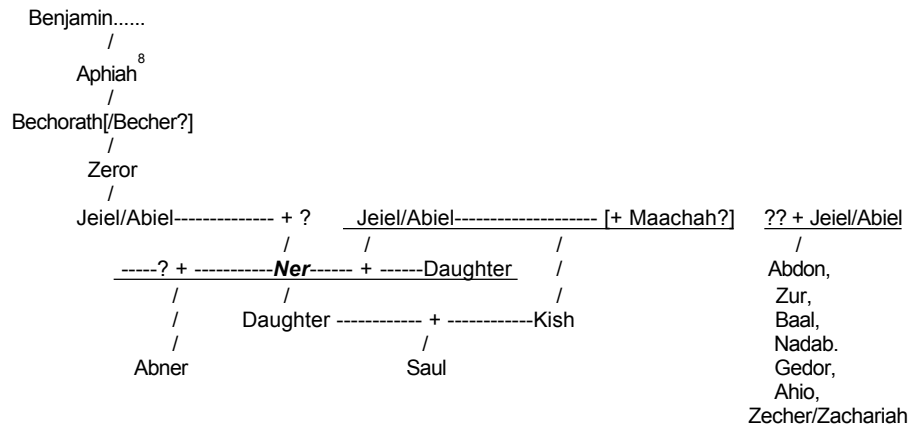 Benjamin......
/
Aphiah8
/
Bechorath[/Becher?]
/
Zeror
/
Jeiel/Abiel-------------- + ? Jeiel/Abiel-------------------- [+ Maachah?] ?? + Jeiel/Abiel
/ / / /
-----? + -----------Ner------ + ------Daughter / Abdon,
/ / / Zur,
/ Daughter ------------ + ------------Kish Baal,
/ / Nadab.
Abner Saul Gedor,
Ahio,
Zecher/Zachariah